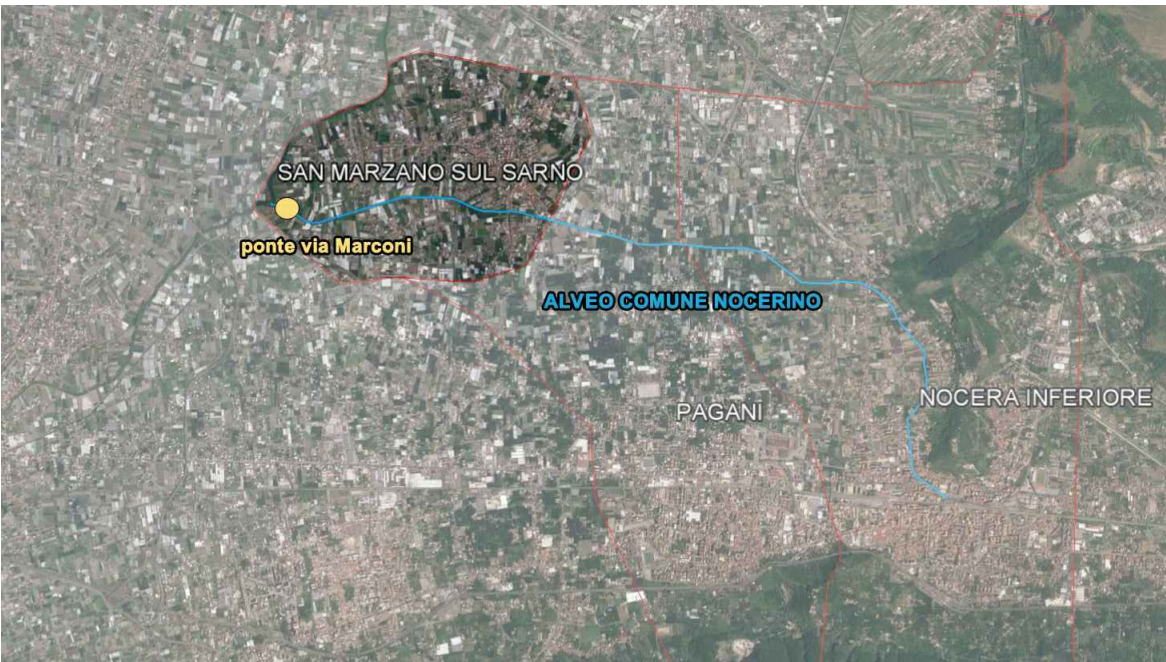 SAN MARZANO SUL SARNO
ponte via Marconi
ALVEO COMUNE NOCERINO
NOCERA INFERIORE
PAGANI